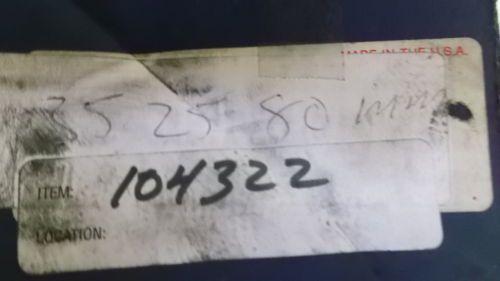 MADE IN THE U.S.A.
35 25 80 mm
ITEM: 104322
LOCATION: